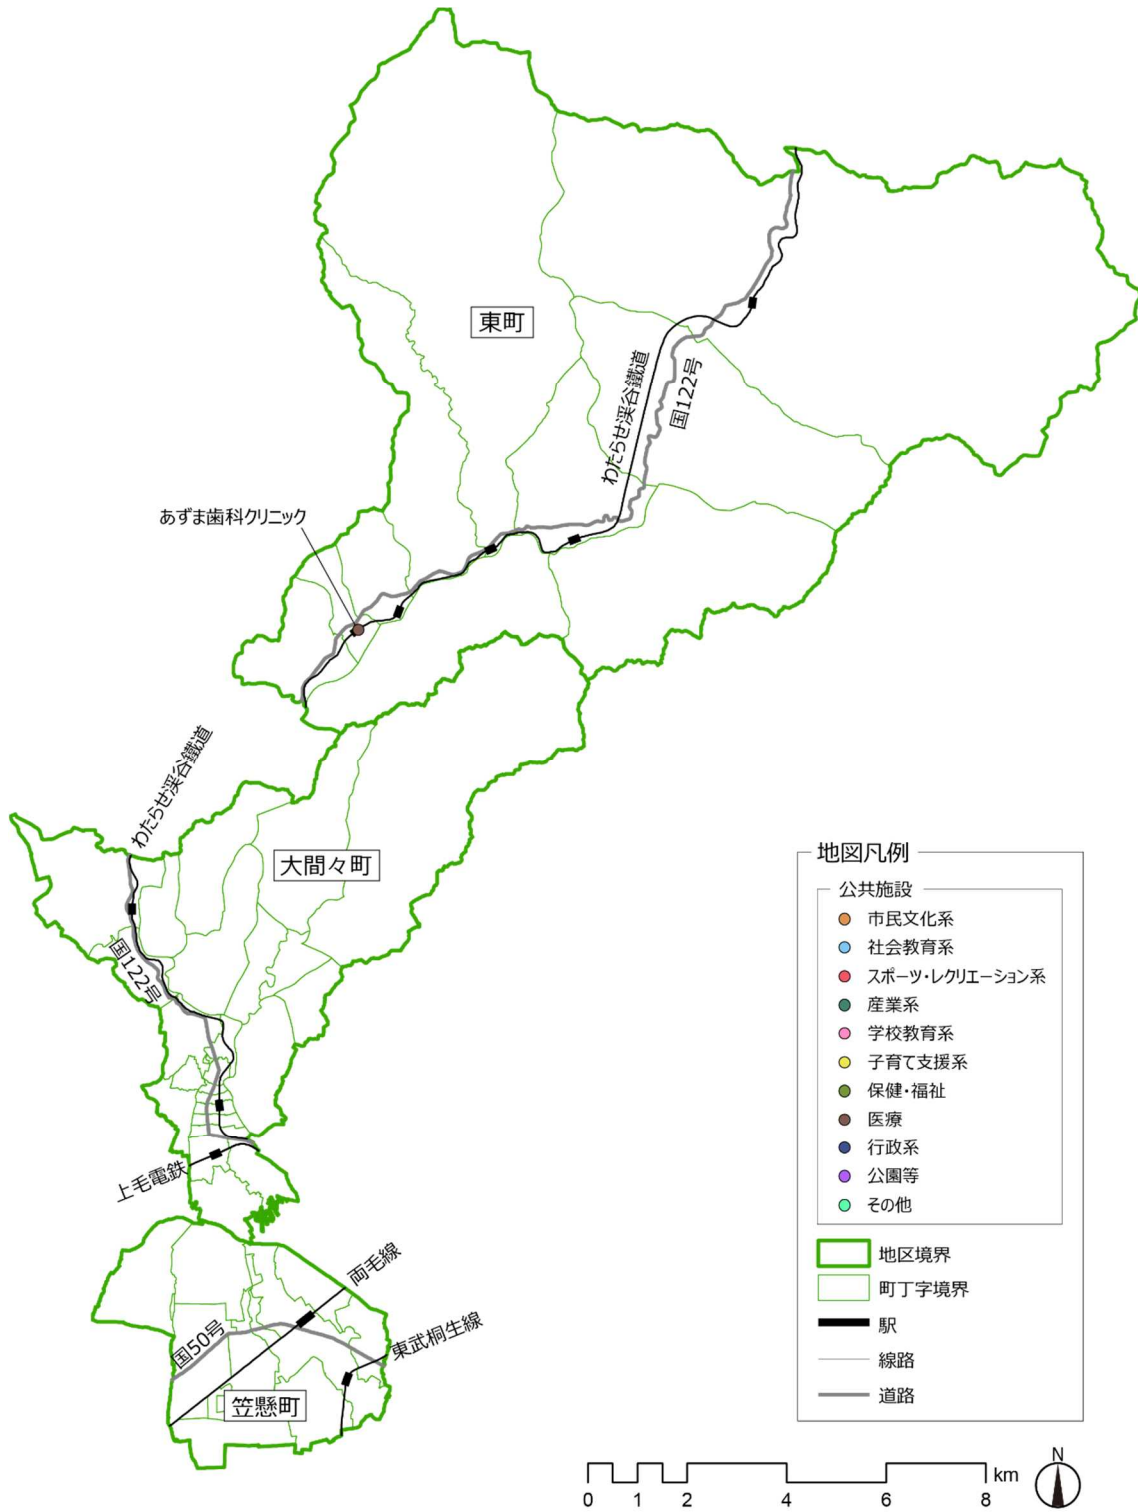 東町
わたらせ渓谷鐵道
国122号
あずま歯科クリニック
わたらせ渓谷鐵道
大間々町
国122号
上毛電鉄
両毛線
国50号
東武桐生線
笠懸町
地図凡例
公共施設
市民文化系
社会教育系
スポーツ・レクリエーション系
産業系
学校教育系
子育て支援系
保健・福祉
医療
行政系
公園等
その他
地区境界
町丁字境界
駅
線路
道路
N
km
0 1 2 4 6 8